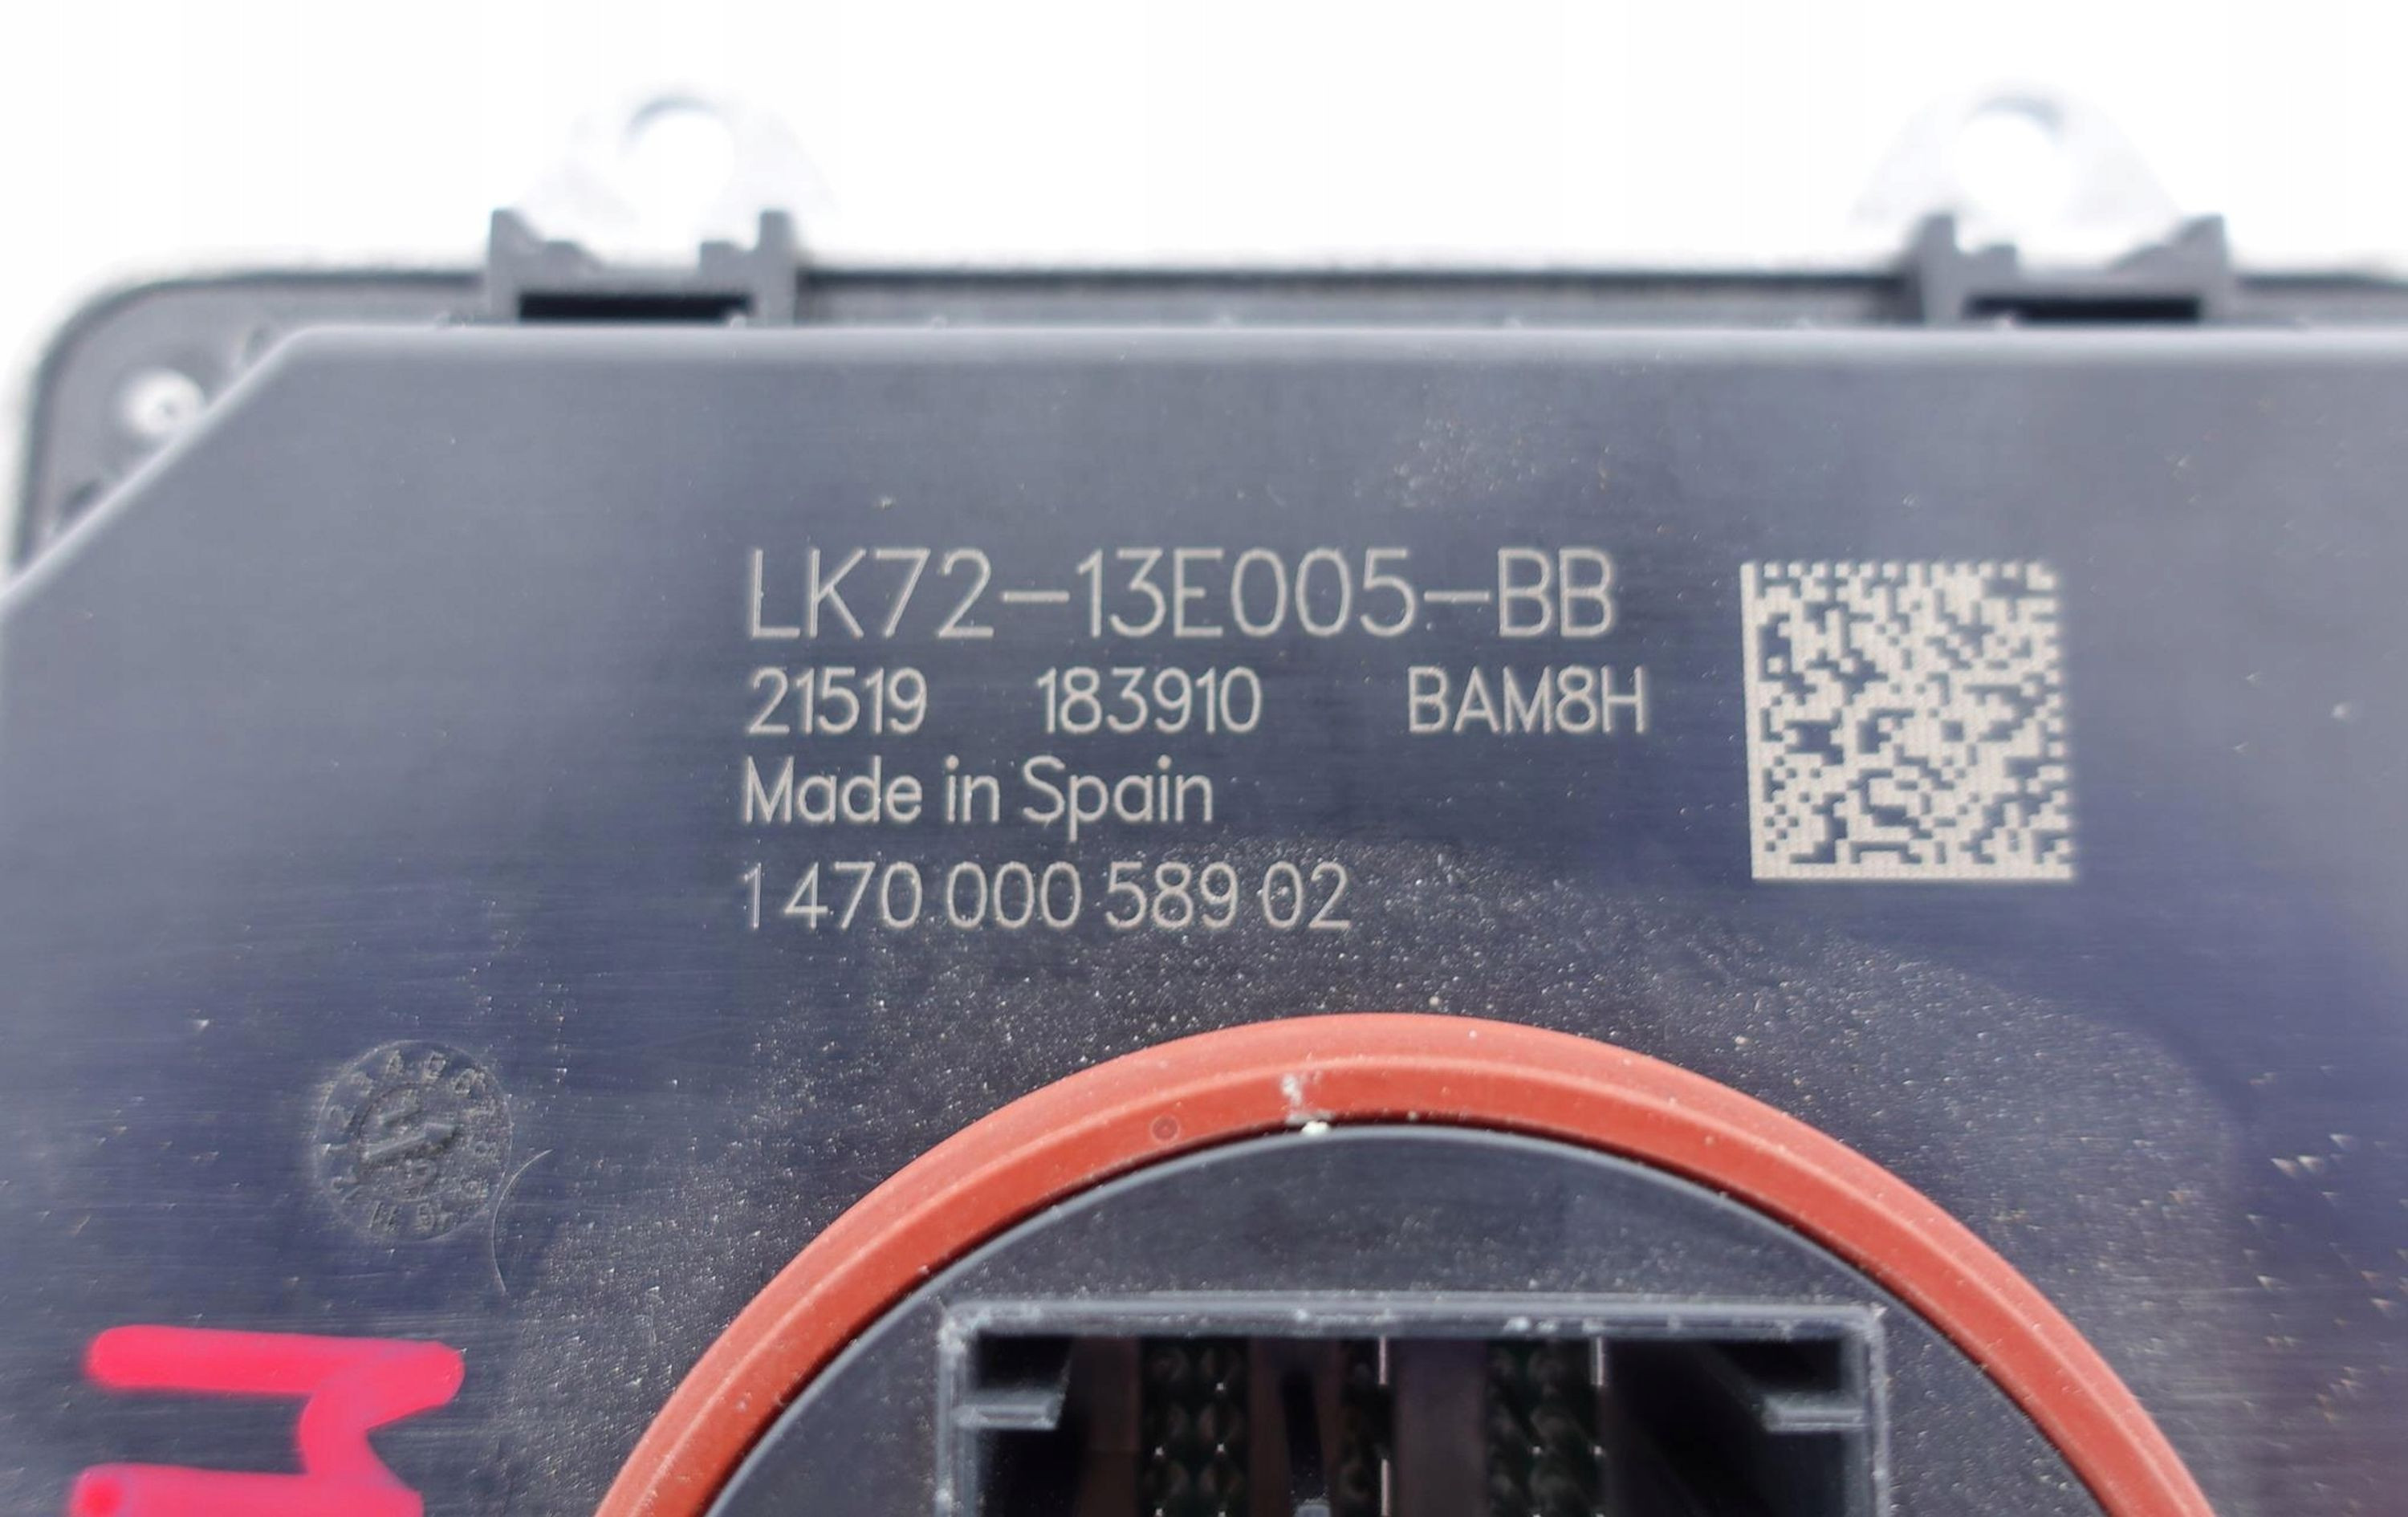 LK72-13E005-BB
21519 183910 BAM8H
Made in Spain
1 470 000 589 02